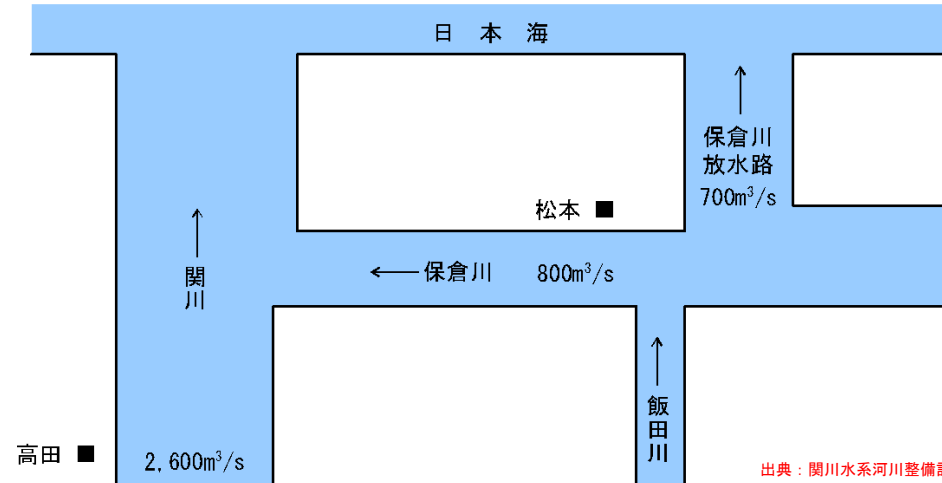 日 本 海
保倉川
放水路
700m³/s
松本 ■
関川
保倉川 800m³/s
飯田川
高田 ■
2,600m³/s
出典：関川水系河川整備